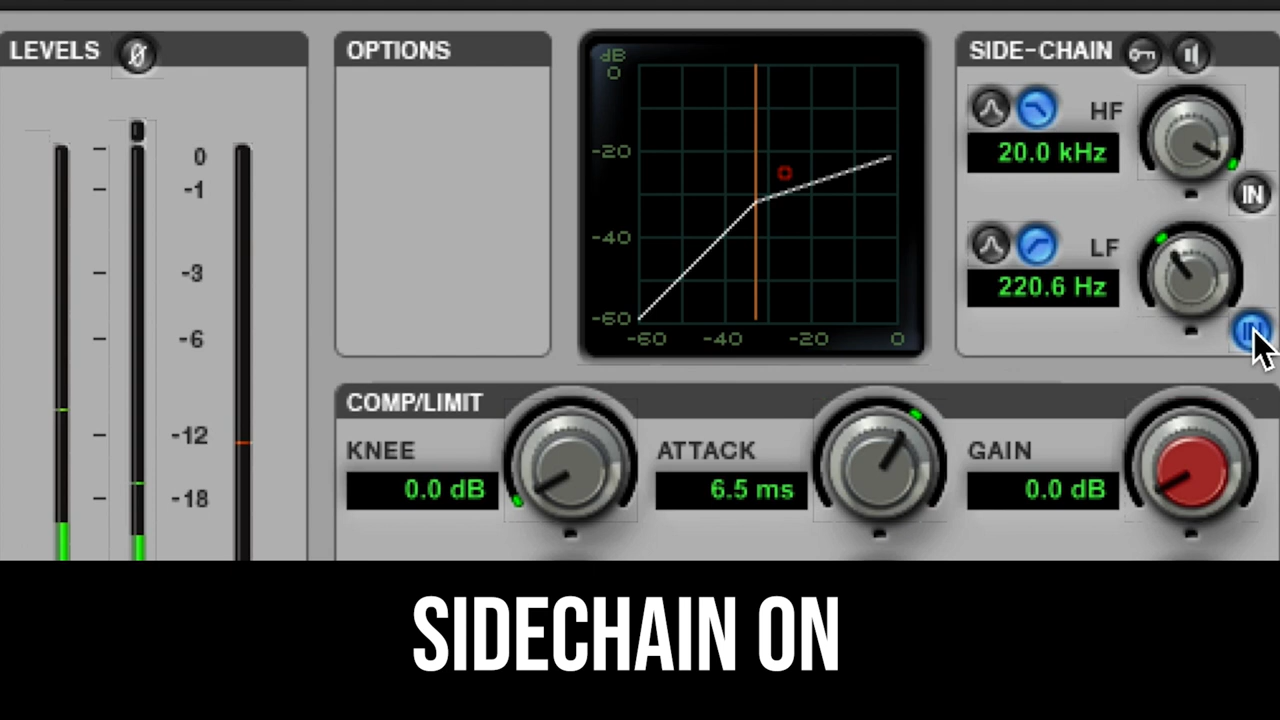 LEVELS
0
-1
-3
-6
-12
-18
OPTIONS
dB
0
-20
-40
-60
-60 -40 -20 0
SIDE-CHAIN
HF
20.0 kHz
IN
LF
220.6 Hz
IN
COMP/LIMIT
KNEE
0.0 dB
ATTACK
6.5 ms
GAIN
0.0 dB
SIDECHAIN ON